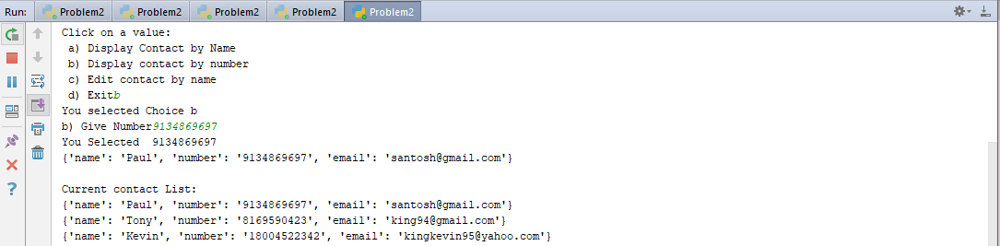 Run: Problem2 Problem2 Problem2 Problem2 Problem2
Click on a value:
a) Display Contact by Name
b) Display contact by number
c) Edit contact by name
d) Exitb
You selected Choice b
b) Give Number9134869697
You Selected  9134869697
{'name': 'Paul', 'number': '9134869697', 'email': 'santosh@gmail.com'}
Current contact List:
{'name': 'Paul', 'number': '9134869697', 'email': 'santosh@gmail.com'}
{'name': 'Tony', 'number': '8169590423', 'email': 'king94@gmail.com'}
{'name': 'Kevin', 'number': '18004522342', 'email': 'kingkevin95@yahoo.com'}